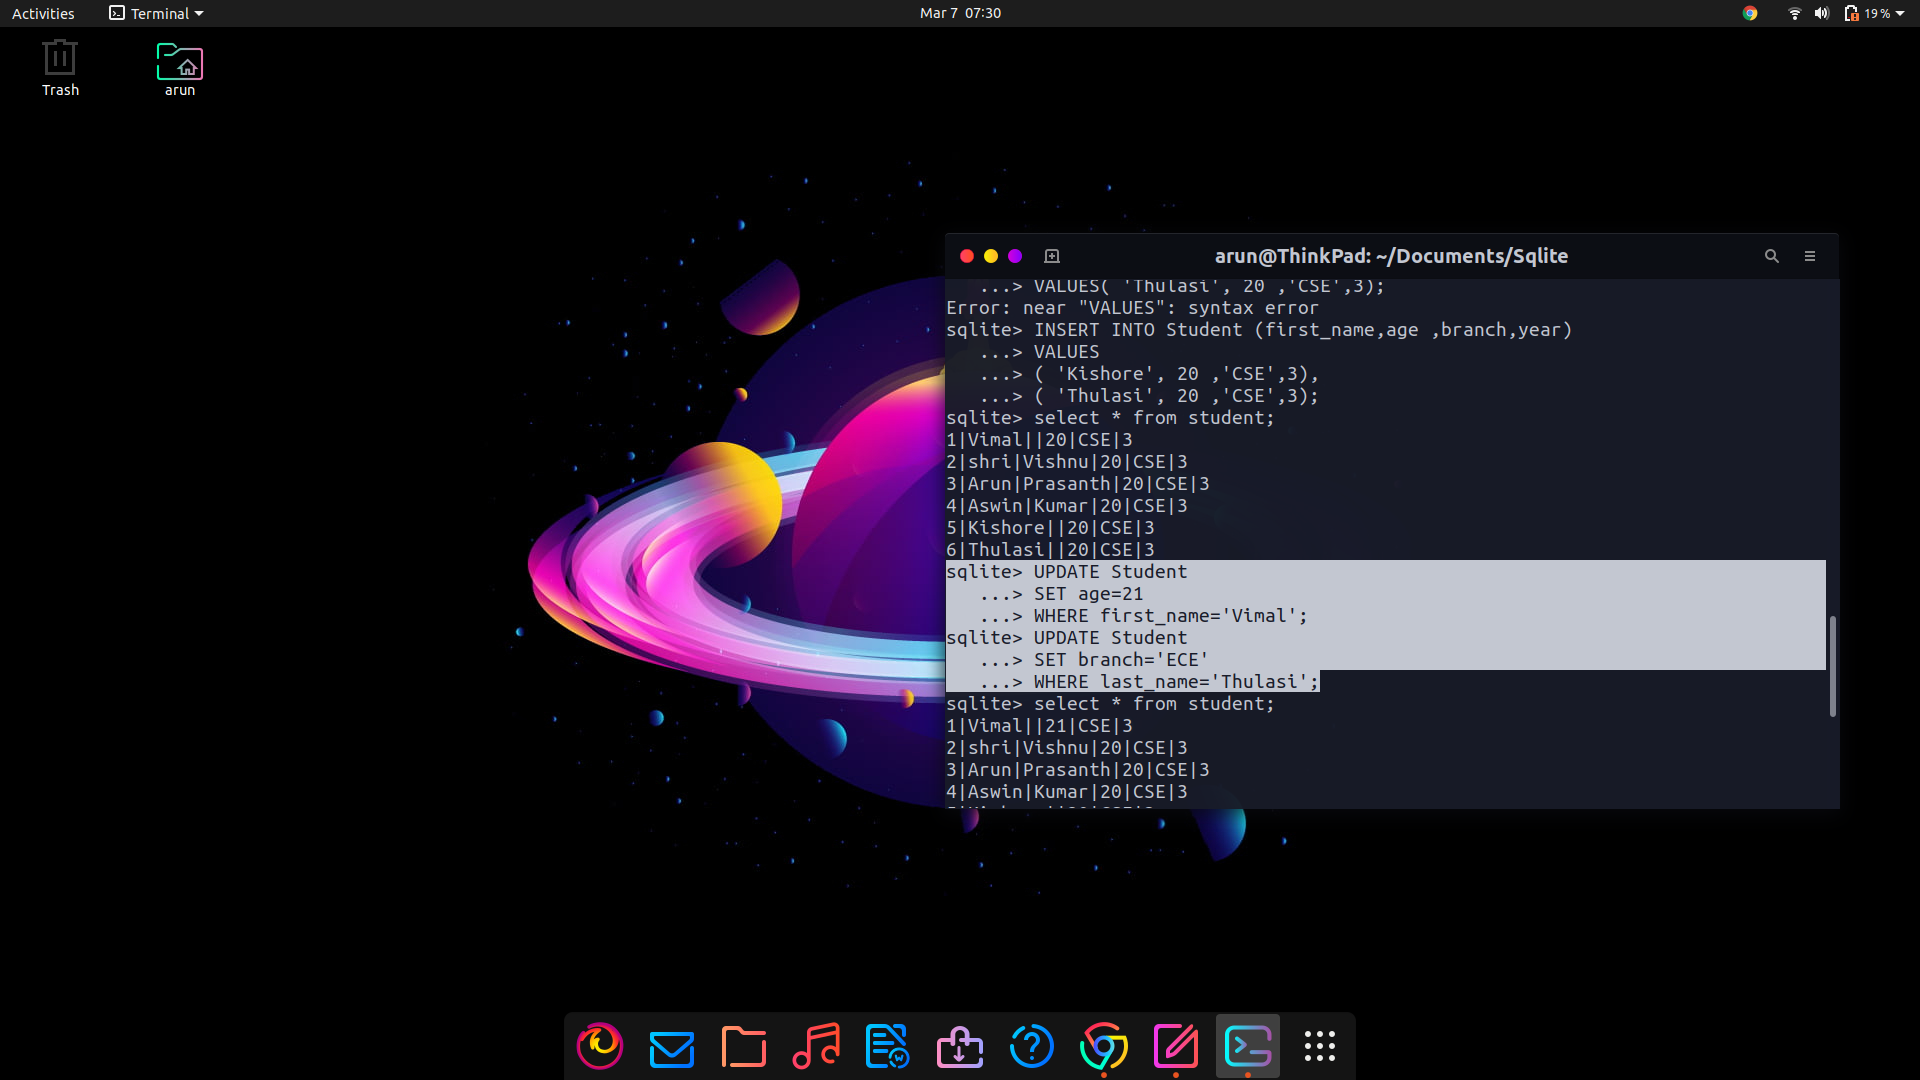 Activities
Terminal
Mar 7 07:30
19 %
Trash
arun
arun@ThinkPad: ~/Documents/Sqlite
...> VALUES( 'Thulasi', 20 ,'CSE',3);
Error: near "VALUES": syntax error
sqlite> INSERT INTO Student (first_name,age ,branch,year)
...> VALUES
...> ( 'Kishore', 20 ,'CSE',3),
...> ( 'Thulasi', 20 ,'CSE',3);
sqlite> select * from student;
1|Vimal||20|CSE|3
2|shri|Vishnu|20|CSE|3
3|Arun|Prasanth|20|CSE|3
4|Aswin|Kumar|20|CSE|3
5|Kishore||20|CSE|3
6|Thulasi||20|CSE|3
sqlite> UPDATE Student
...> SET age=21
...> WHERE first_name='Vimal';
sqlite> UPDATE Student
...> SET branch='ECE'
...> WHERE last_name='Thulasi';
sqlite> select * from student;
1|Vimal||21|CSE|3
2|shri|Vishnu|20|CSE|3
3|Arun|Prasanth|20|CSE|3
4|Aswin|Kumar|20|CSE|3